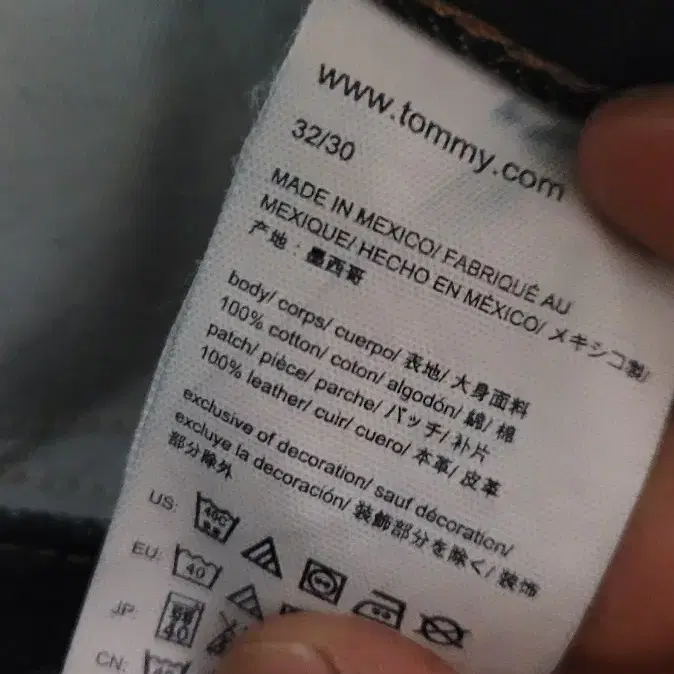 www.tommy.com
32/30
MADE IN MEXICO/ FABRIQUÉ AU
MEXIQUE/ HECHO EN MÉXICO/ メキシコ製/
产地：墨西哥
body/ corps/ cuerpo/ 表地/ 大身面料
100% cotton/ coton/ algodón/ 綿/ 棉
patch/ pièce/ parche/ パッチ/ 补片
100% leather/ cuir/ cuero/ 本革/ 皮革
exclusive of decoration/ sauf décoration/
excluye la decoración/ 装飾部分を除く/ 装饰
部分除外
US: 40C
EU: 40
JP: 40
CN: